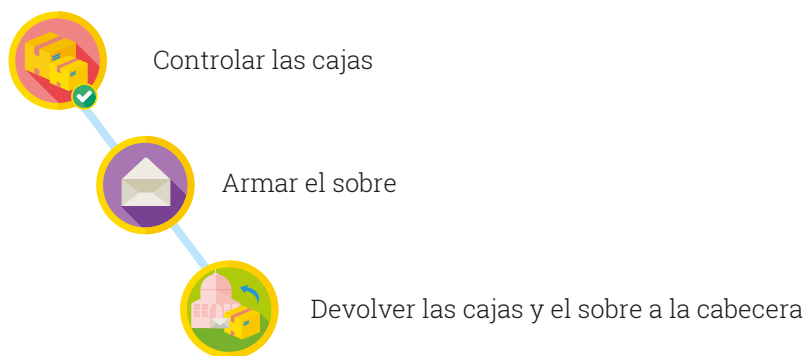 Controlar las cajas
Armar el sobre
Devolver las cajas y el sobre a la cabecera